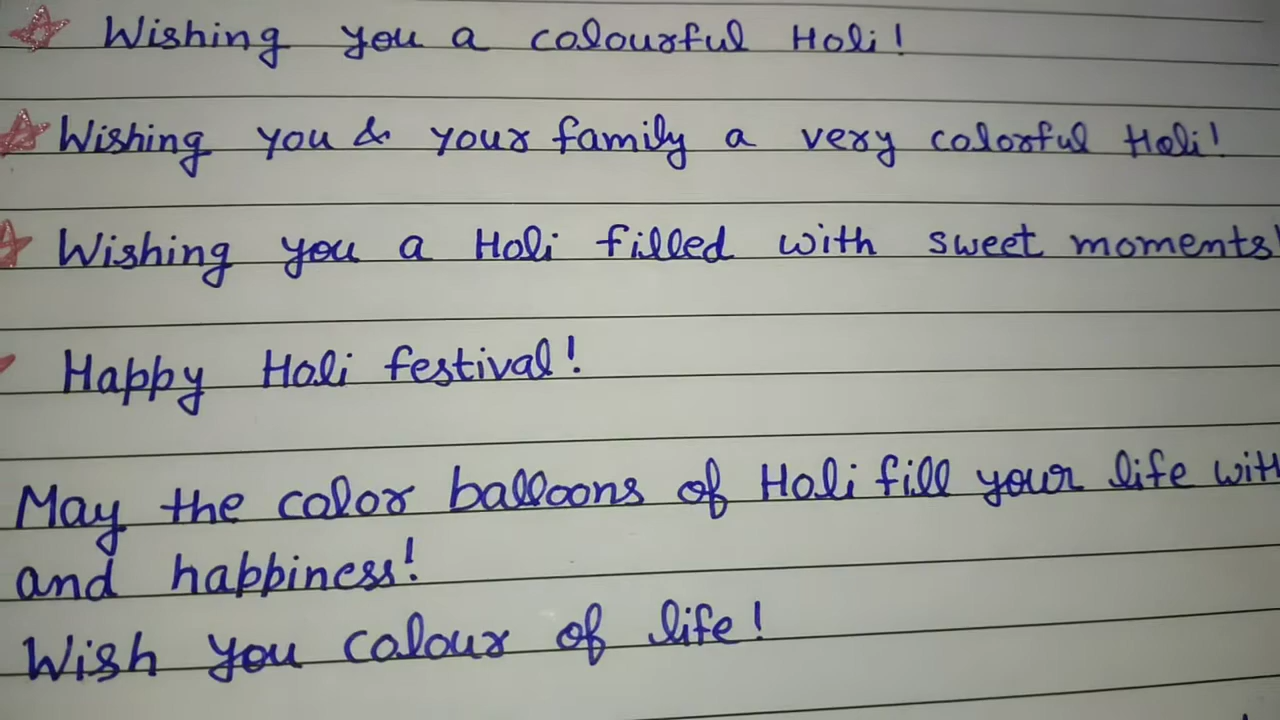 Wishing you a colourful Holi!
Wishing you & your family a very colorful Holi!
Wishing you a Holi filled with sweet moments!
Happy Holi festival!
May the color balloons of Holi fill your life with
and happiness!
Wish you colour of life!